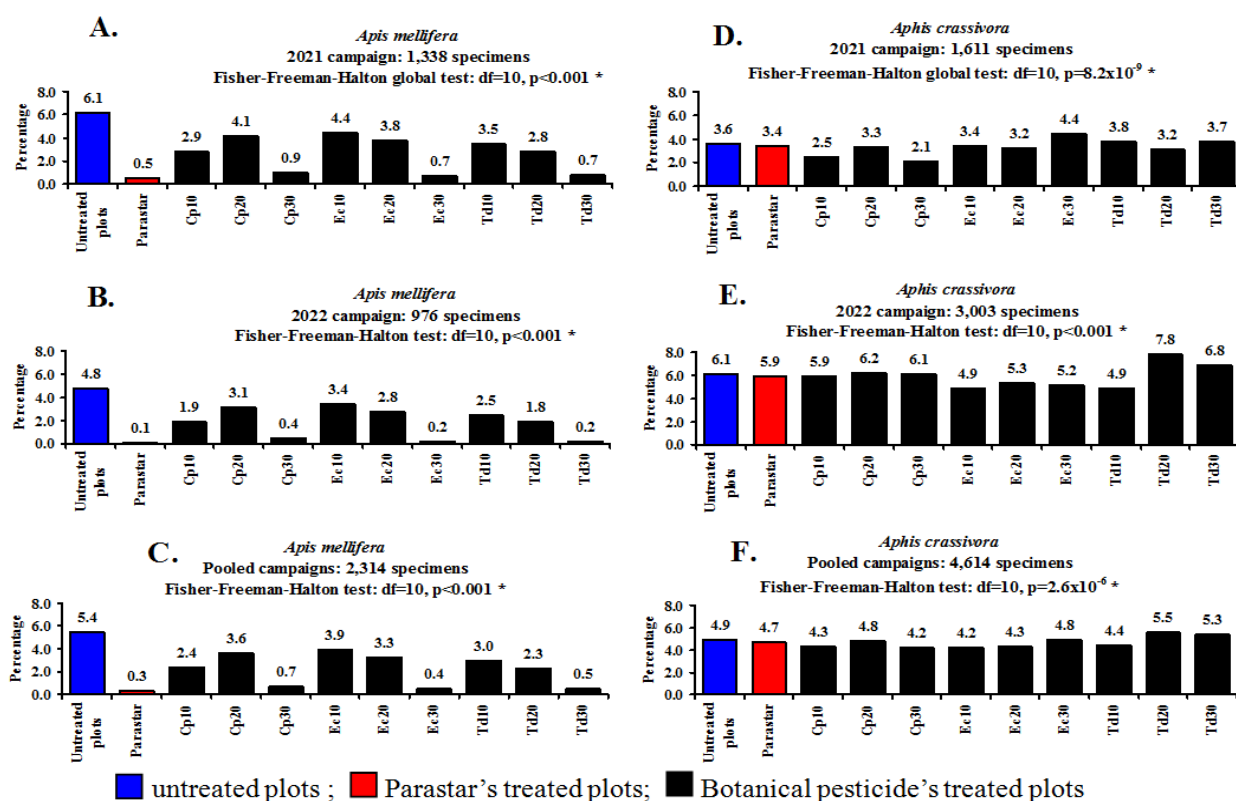 A.
Apis mellifera
2021 campaign: 1,338 specimens
Fisher-Freeman-Halton global test: df=10, p<0.001 *
Percentage
8.0
6.0
4.0
2.0
0.0
6.1
0.5
2.9
4.1
0.9
4.4
3.8
0.7
3.5
2.8
0.7
Untreated plots
Parastar
Cp10
Cp20
Cp30
Ec10
Ec20
Ec30
Td10
Td20
Td30
B.
Apis mellifera
2022 campaign: 976 specimens
Fisher-Freeman-Halton test: df=10, p<0.001 *
Percentage
8.0
6.0
4.0
2.0
0.0
4.8
0.1
1.9
3.1
0.4
3.4
2.8
0.2
2.5
1.8
0.2
Untreated plots
Parastar
Cp10
Cp20
Cp30
Ec10
Ec20
Ec30
Td10
Td20
Td30
C.
Apis mellifera
Pooled campaigns: 2,314 specimens
Fisher-Freeman-Halton test: df=10, p<0.001 *
Percentage
8.0
6.0
4.0
2.0
0.0
5.4
0.3
2.4
3.6
0.7
3.9
3.3
0.4
3.0
2.3
0.5
Untreated plots
Parastar
Cp10
Cp20
Cp30
Ec10
Ec20
Ec30
Td10
Td20
Td30
D.
Aphis crassivora
2021 campaign: 1,611 specimens
Fisher-Freeman-Halton global test: df=10, p=8.2x10⁻⁹ *
Percentage
8.0
6.0
4.0
2.0
0.0
3.6
3.4
2.5
3.3
2.1
3.4
3.2
4.4
3.8
3.2
3.7
Untreated plots
Parastar
Cp10
Cp20
Cp30
Ec10
Ec20
Ec30
Td10
Td20
Td30
E.
Aphis crassivora
2022 campaign: 3,003 specimens
Fisher-Freeman-Halton test: df=10, p<0.001 *
Percentage
8.0
6.0
4.0
2.0
0.0
6.1
5.9
5.9
6.2
6.1
4.9
5.3
5.2
4.9
7.8
6.8
Untreated plots
Parastar
Cp10
Cp20
Cp30
Ec10
Ec20
Ec30
Td10
Td20
Td30
F.
Aphis crassivora
Pooled campaigns: 4,614 specimens
Fisher-Freeman-Halton test: df=10, p=2.6x10⁻⁶ *
Percentage
8.0
6.0
4.0
2.0
0.0
4.9
4.7
4.3
4.8
4.2
4.2
4.3
4.8
4.4
5.5
5.3
Untreated plots
Parastar
Cp10
Cp20
Cp30
Ec10
Ec20
Ec30
Td10
Td20
Td30
untreated plots ; Parastar’s treated plots; Botanical pesticide’s treated plots